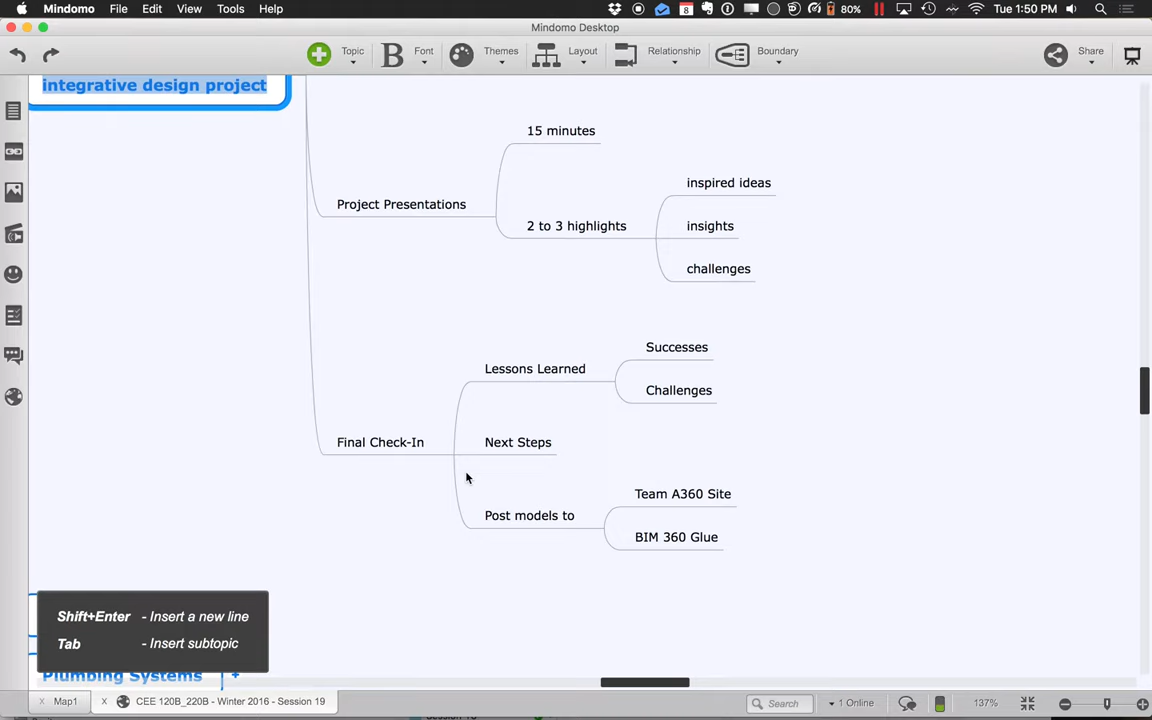 Mindomo File Edit View Tools Help
8 80% Tue 1:50 PM
Mindomo Desktop
Topic Font Themes Layout Relationship Boundary Share
integrative design project
15 minutes
inspired ideas
Project Presentations
2 to 3 highlights
insights
challenges
Successes
Lessons Learned
Challenges
Final Check-In
Next Steps
Team A360 Site
Post models to
BIM 360 Glue
Shift+Enter - Insert a new line
Tab - Insert subtopic
Plumbing Systems +
x Map1 x CEE 120B_220B - Winter 2016 - Session 19 Search 1 Online 137%